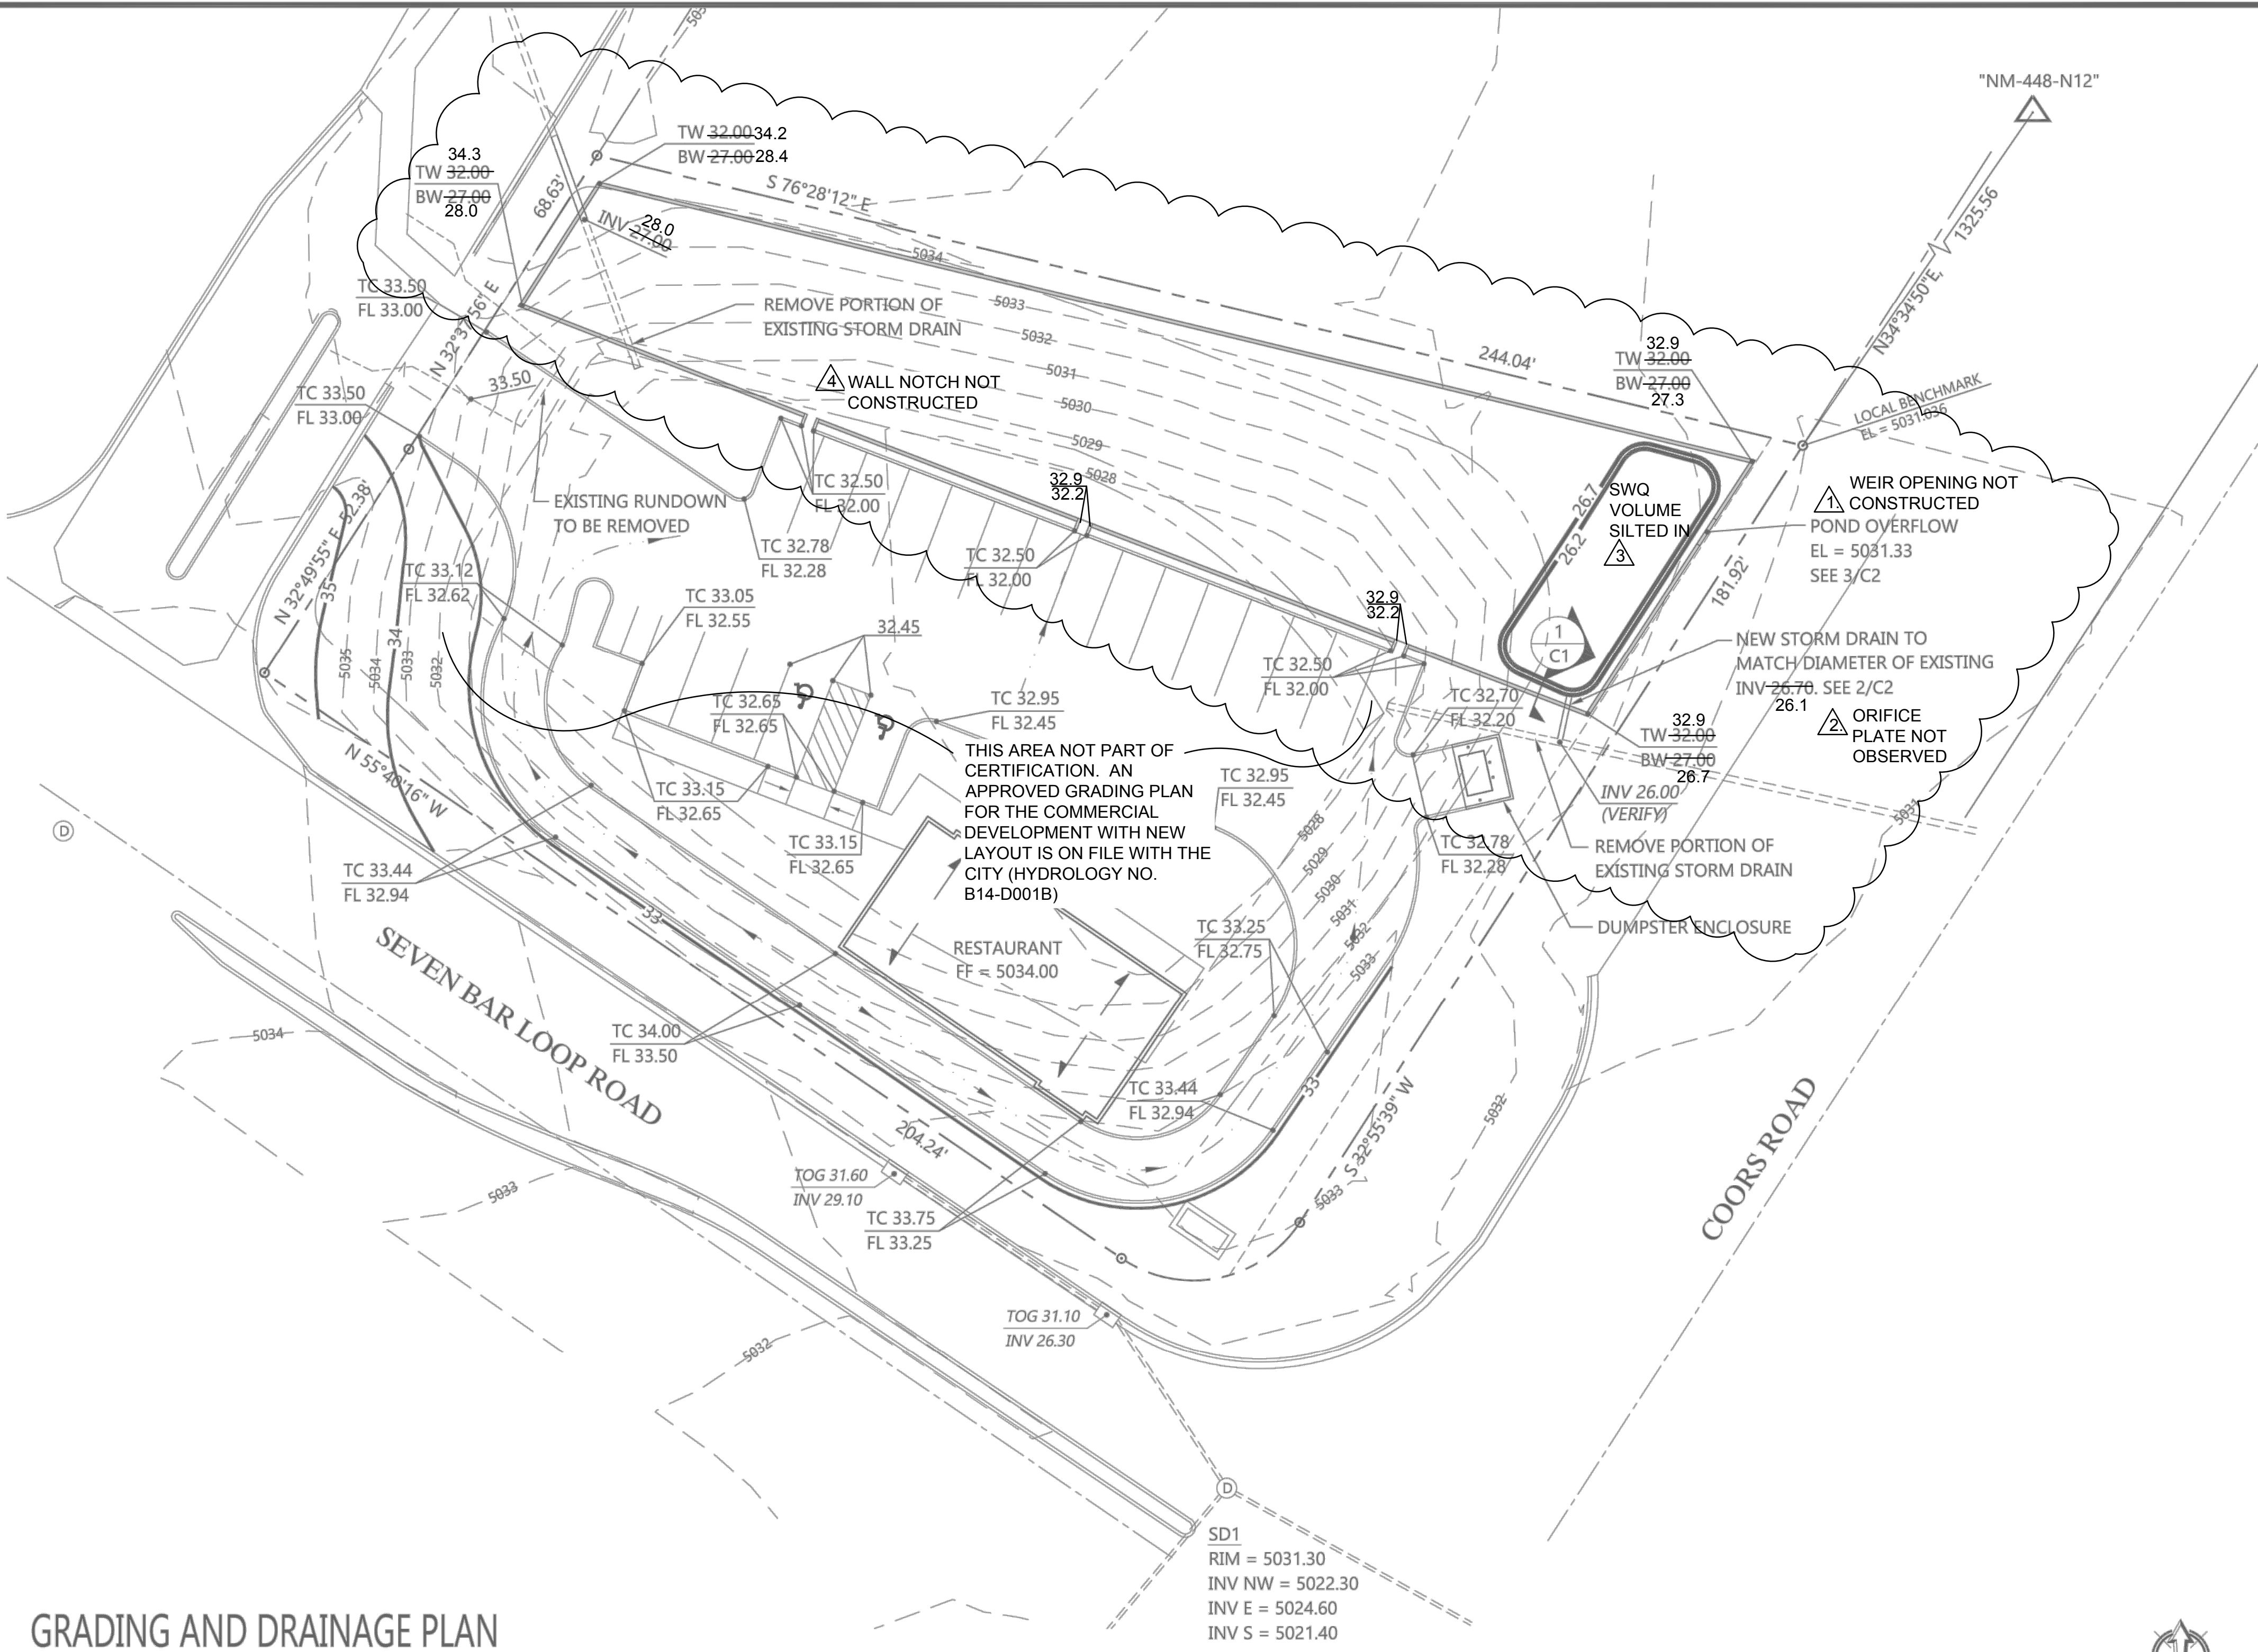 "NM-448-N12"
TW 32.00 34.2
BW 27.00 28.4
34.3
TW 32.00
BW 27.00
28.0
68.63'
S 76°28'12" E
INV 27.00
28.0
5034
N34°34'50"E, 1325.56
TC 33.50
FL 33.00
REMOVE PORTION OF
EXISTING STORM DRAIN
5033
5032
5031
5030
5029
5028
244.04'
32.9
TW 32.00
BW 27.00
27.3
LOCAL BENCHMARK
EL = 5031.036
33.50
TC 33.50
FL 33.00
4 WALL NOTCH NOT
CONSTRUCTED
EXISTING RUNDOWN
TO BE REMOVED
TC 32.50
FL 32.00
TC 32.78
FL 32.28
32.9
32.2
TC 32.50
FL 32.00
26.7
26.2
SWQ
VOLUME
SILTED IN
3
1. WEIR OPENING NOT
CONSTRUCTED
POND OVERFLOW
EL = 5031.33
SEE 3/C2
181.92'
N 32°49'55" E 52.38'
35
34
5035
5034
5033
5032
TC 33.12
FL 32.62
TC 33.05
FL 32.55
32.45
32.9
32.2
TC 32.50
FL 32.00
1
C1
NEW STORM DRAIN TO
MATCH DIAMETER OF EXISTING
INV 26.70. SEE 2/C2
26.1
2. ORIFICE
PLATE NOT
OBSERVED
TC 32.65
FL 32.65
TC 32.95
FL 32.45
TC 32.70
FL 32.20
32.9
TW 32.00
BW 27.00
26.7
INV 26.00
(VERIFY)
N 55°40'16" W
TC 33.15
FL 32.65
TC 33.15
FL 32.65
THIS AREA NOT PART OF
CERTIFICATION. AN
APPROVED GRADING PLAN
FOR THE COMMERCIAL
DEVELOPMENT WITH NEW
LAYOUT IS ON FILE WITH THE
CITY (HYDROLOGY NO.
B14-D001B)
TC 32.95
FL 32.45
TC 32.78
FL 32.28
REMOVE PORTION OF
EXISTING STORM DRAIN
5031
DUMPSTER ENCLOSURE
D
TC 33.44
FL 32.94
33
5028
5029
5030
5031
5032
5033
RESTAURANT
FF = 5034.00
TC 33.25
FL 32.75
SEVEN BAR LOOP ROAD
5034
TC 34.00
FL 33.50
TC 33.44
FL 32.94
33
S 32°55'39" W
5032
COORS ROAD
204.24'
TOG 31.60
INV 29.10
5033
TC 33.75
FL 33.25
5033
TOG 31.10
INV 26.30
5032
D
SD1
RIM = 5031.30
INV NW = 5022.30
INV E = 5024.60
INV S = 5021.40
GRADING AND DRAINAGE PLAN